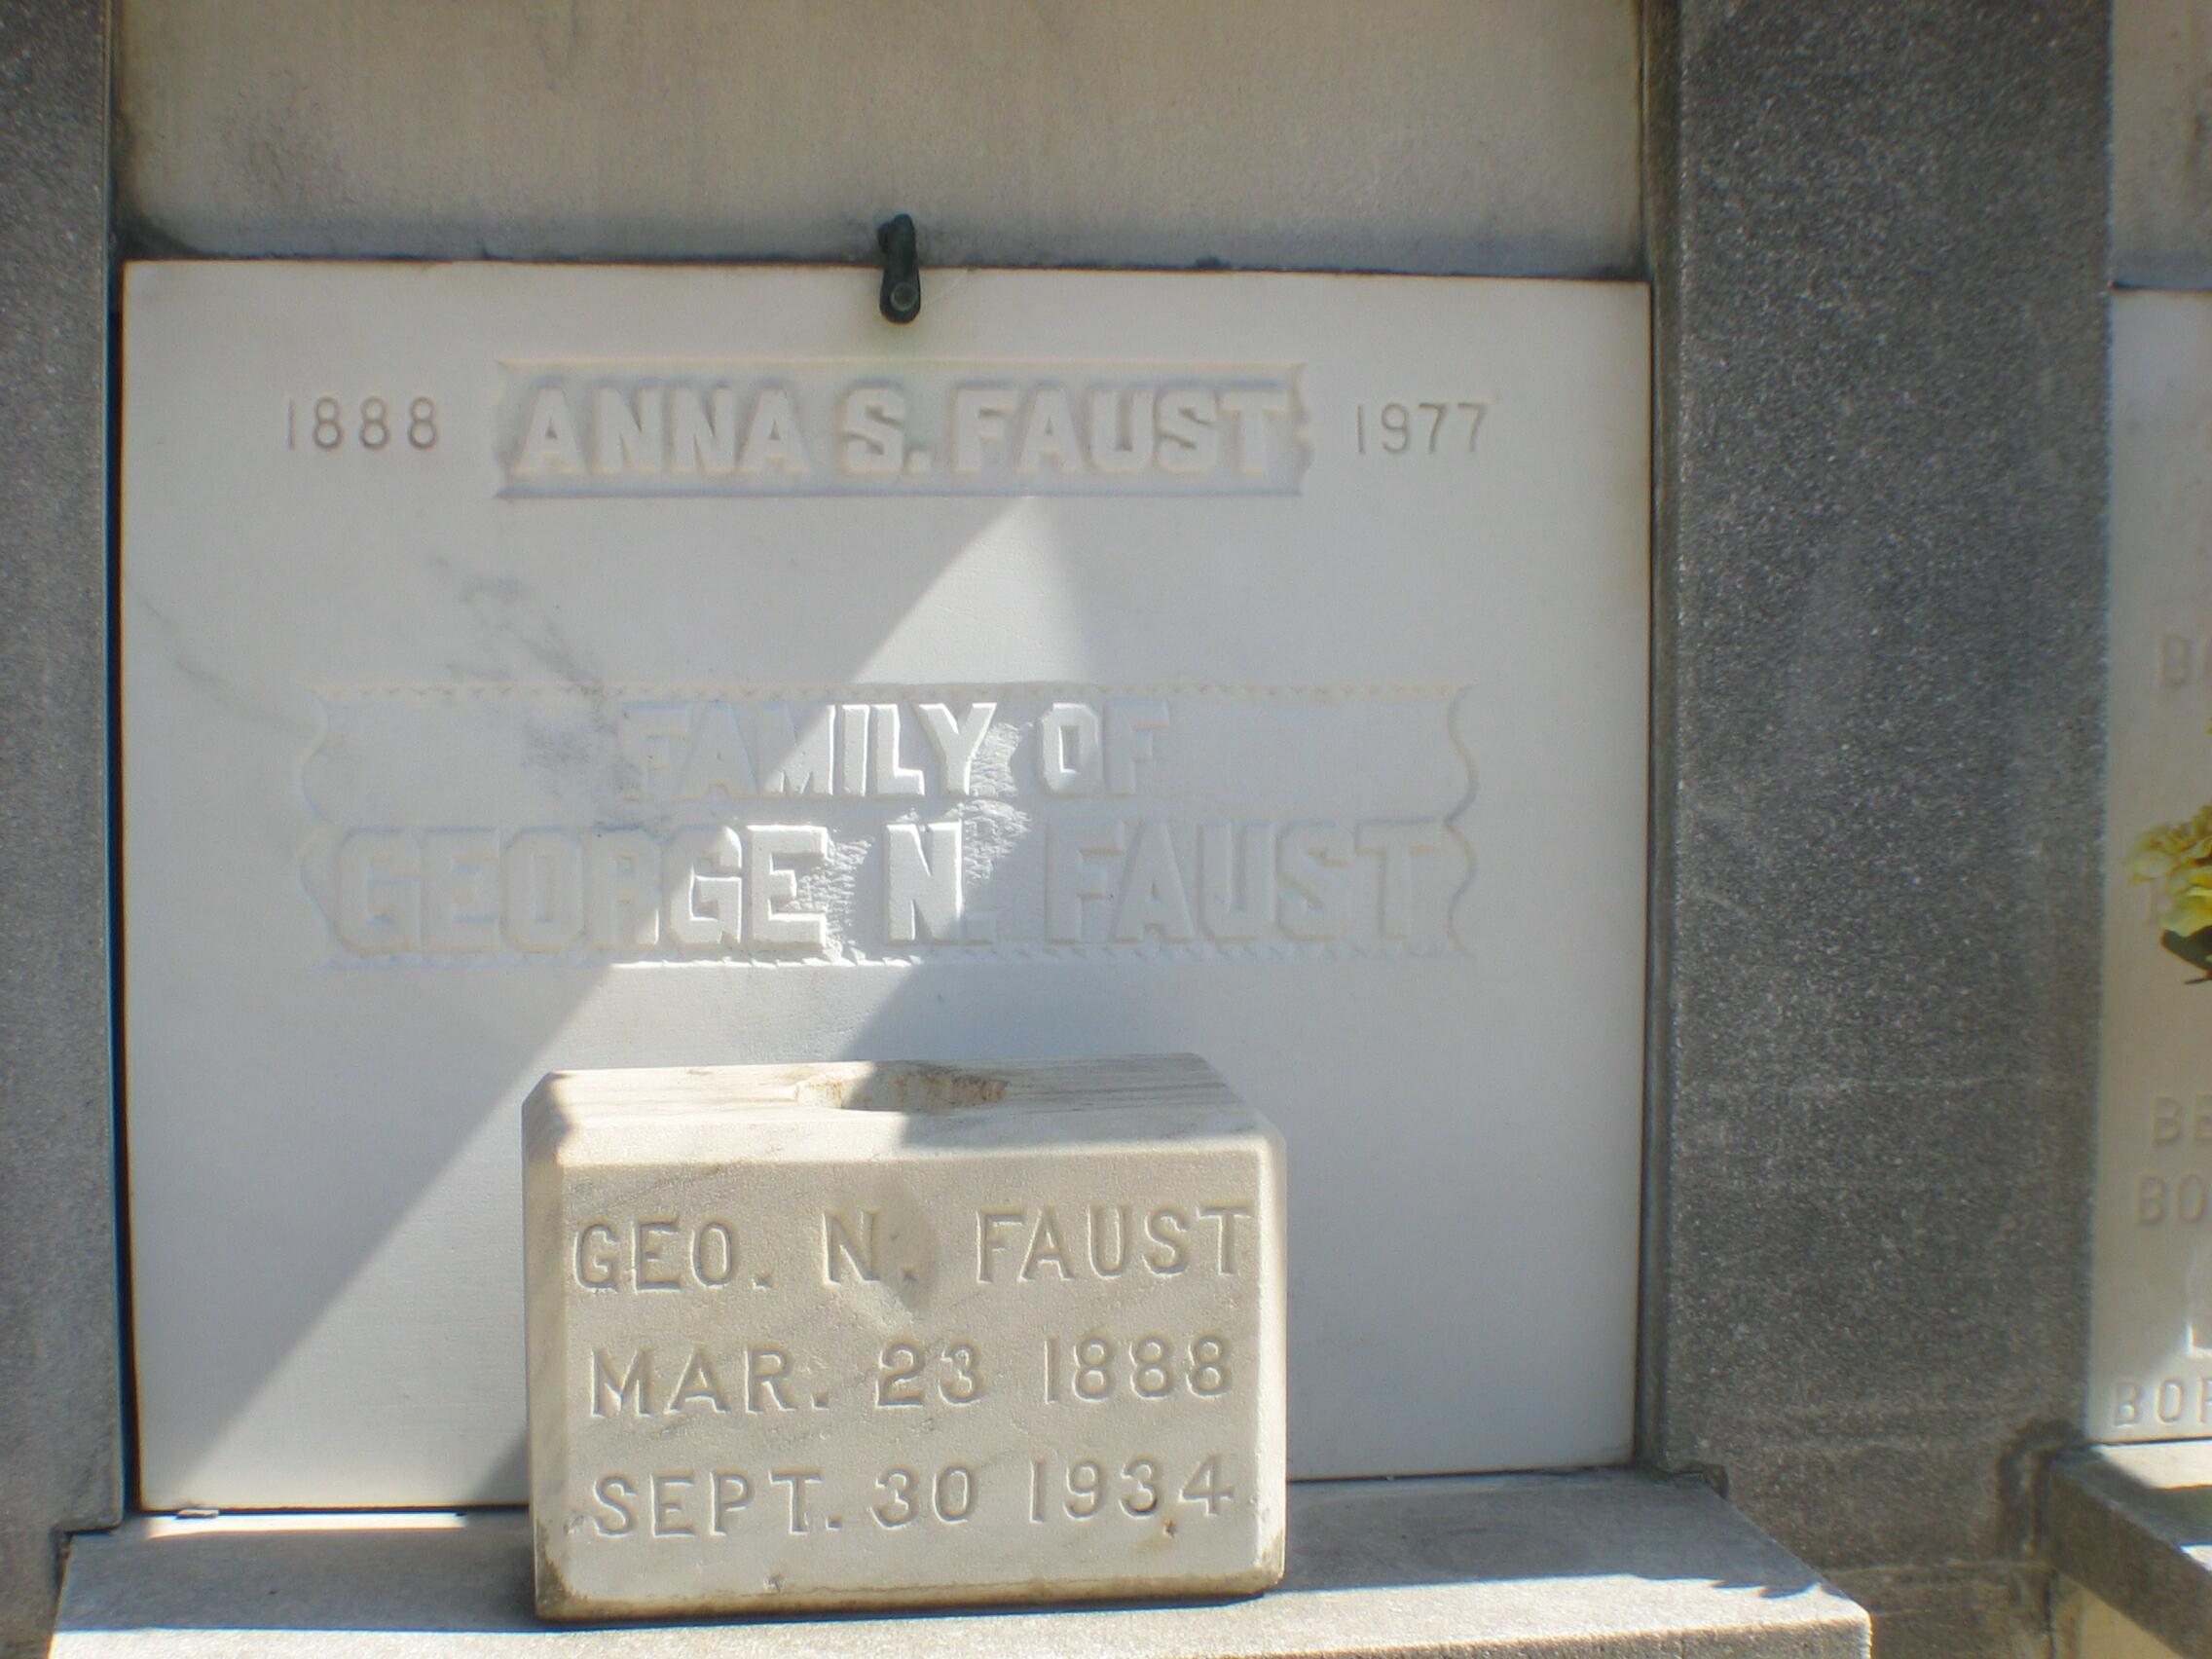 1888 ANNA S. FAUST 1977
FAMILY OF
GEORGE N. FAUST
GEO. N. FAUST
MAR. 23 1888
SEPT. 30 1934